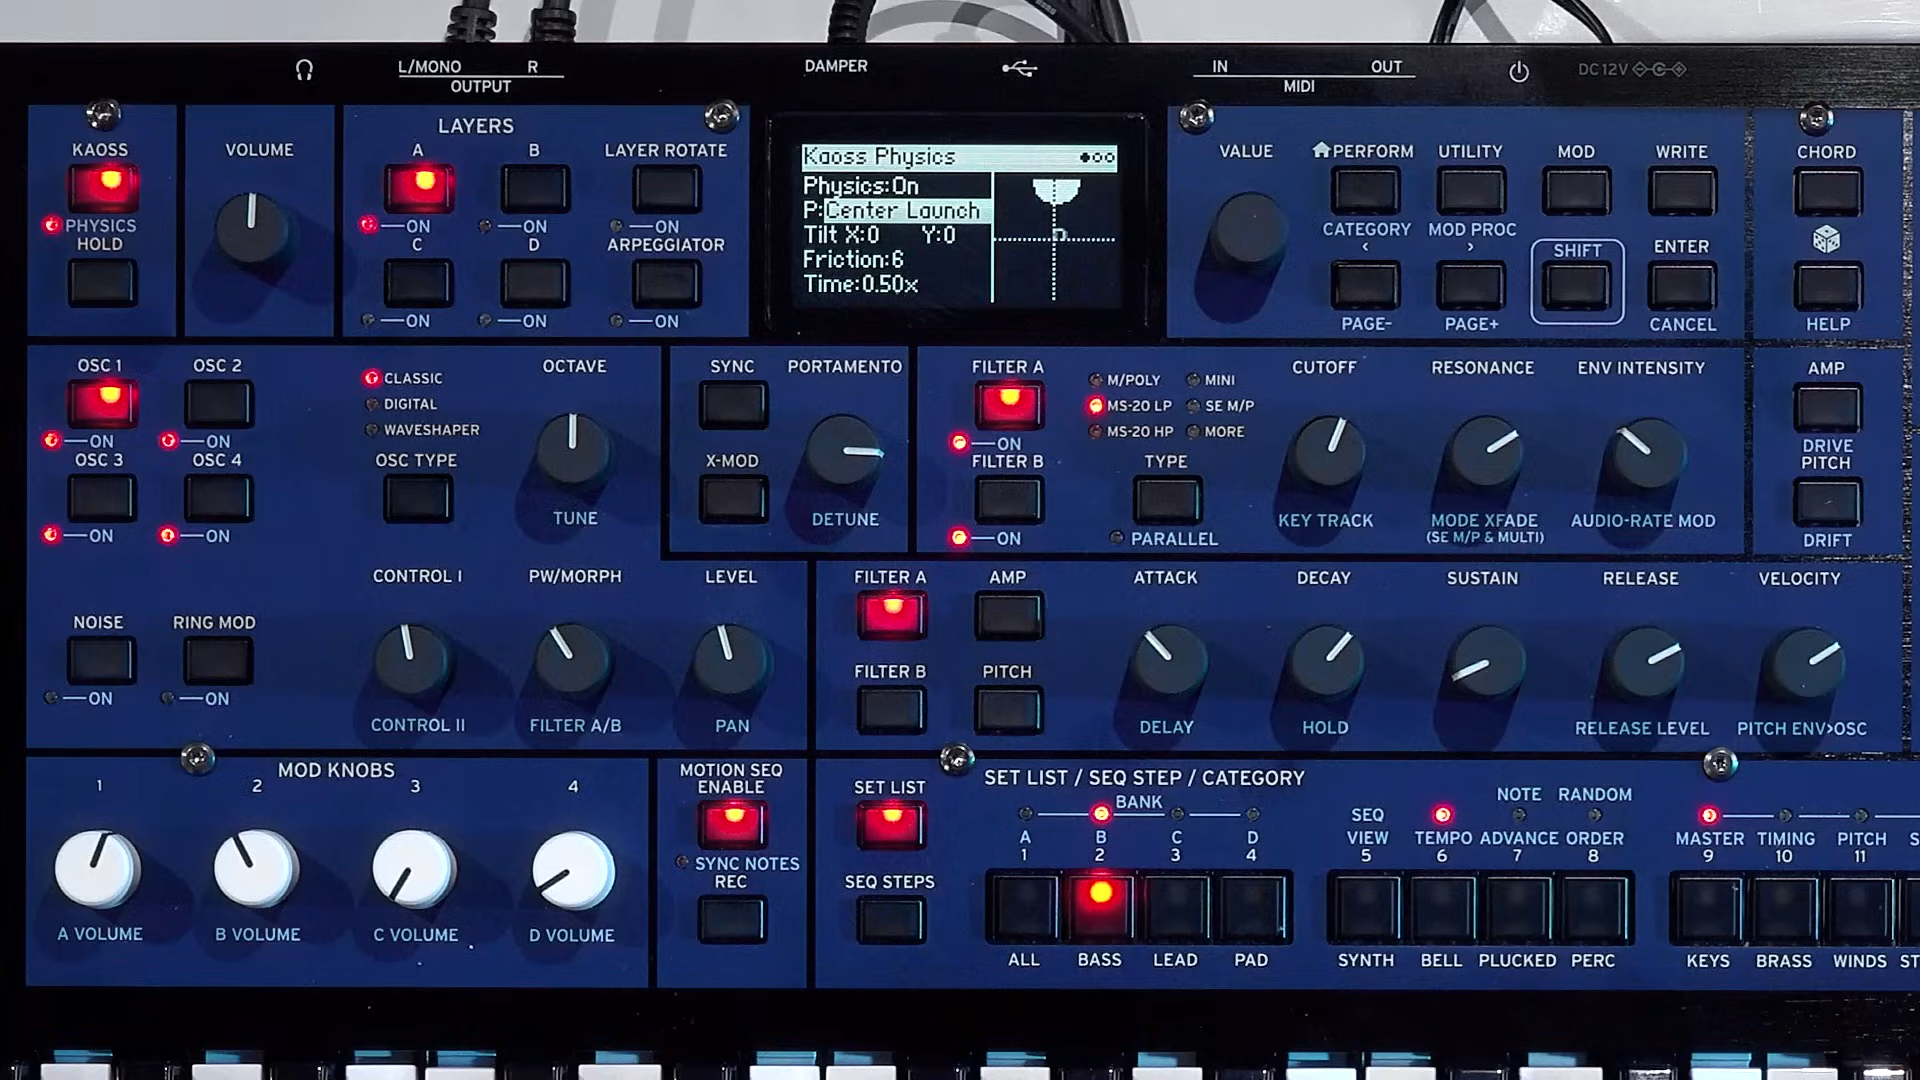 L/MONO R
OUTPUT
DAMPER
IN OUT
MIDI
DC 12V
KAOSS
PHYSICS
HOLD
VOLUME
LAYERS
A B LAYER ROTATE
ON ON ON
C D ARPEGGIATOR
ON ON ON
Kaoss Physics
Physics:On
P:Center Launch
Tilt X:0 Y:0
Friction:6
Time:0.50x
VALUE
PERFORM UTILITY MOD WRITE
CATEGORY MOD PROC
< > SHIFT ENTER
PAGE- PAGE+ CANCEL
CHORD
HELP
OSC 1 OSC 2
ON ON
OSC 3 OSC 4
ON ON
CLASSIC
DIGITAL
WAVESHAPER
OSC TYPE
OCTAVE
TUNE
SYNC PORTAMENTO
X-MOD
DETUNE
FILTER A
ON
FILTER B
ON
M/POLY MINI
MS-20 LP SE M/P
MS-20 HP MORE
TYPE
PARALLEL
CUTOFF RESONANCE ENV INTENSITY
KEY TRACK MODE XFADE AUDIO-RATE MOD
(SE M/P & MULTI)
AMP
DRIVE
PITCH
DRIFT
CONTROL I PW/MORPH LEVEL
NOISE RING MOD
ON ON
CONTROL II FILTER A/B PAN
FILTER A AMP
FILTER B PITCH
ATTACK DECAY SUSTAIN RELEASE VELOCITY
DELAY HOLD RELEASE LEVEL PITCH ENV>OSC
MOD KNOBS
1 2 3 4
A VOLUME B VOLUME C VOLUME D VOLUME
MOTION SEQ
ENABLE
SYNC NOTES
REC
SET LIST
SEQ STEPS
SET LIST / SEQ STEP / CATEGORY
BANK
A B C D
1 2 3 4
ALL BASS LEAD PAD
SEQ NOTE RANDOM
VIEW TEMPO ADVANCE ORDER
5 6 7 8
SYNTH BELL PLUCKED PERC
MASTER TIMING PITCH S
9 10 11
KEYS BRASS WINDS ST